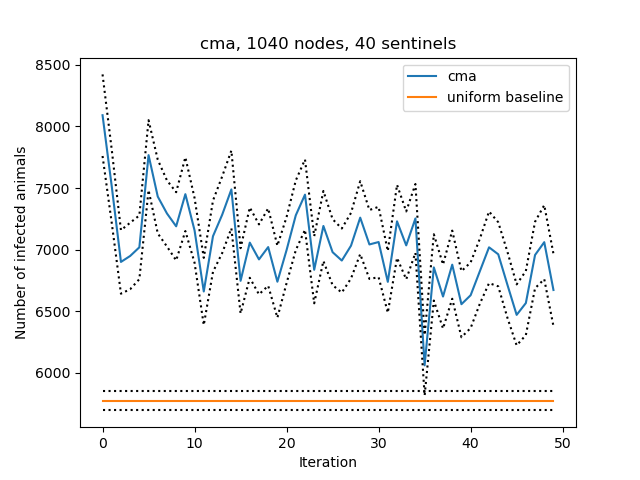 cma, 1040 nodes, 40 sentinels
cma
uniform baseline
Number of infected animals
8500
8000
7500
7000
6500
6000
0 10 20 30 40 50
Iteration